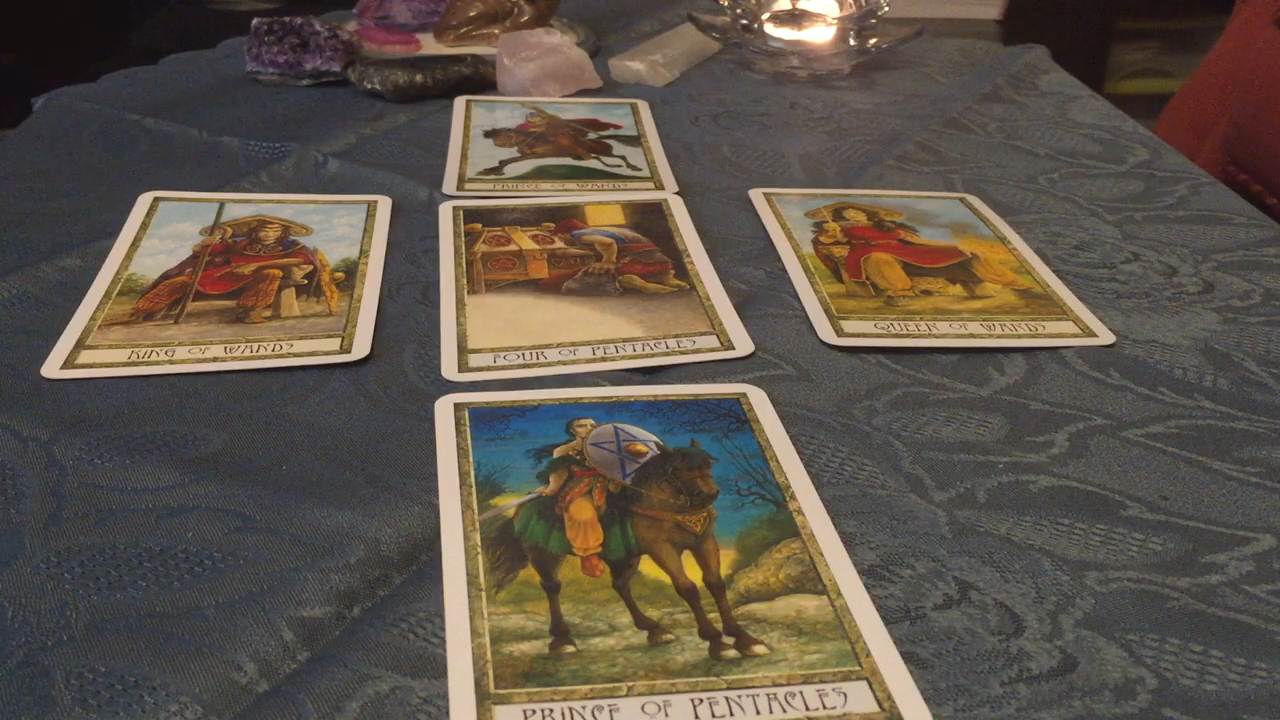 PRINCE OF WANDS
KING OF WANDS
FOUR OF PENTACLES
QUEEN OF WANDS
PRINCE OF PENTACLES